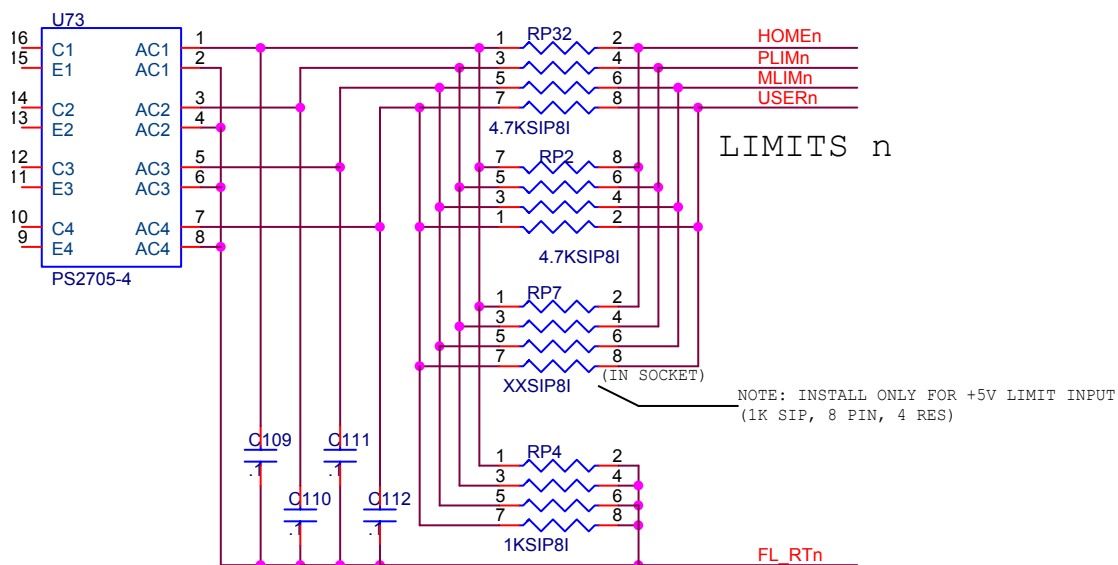 U73
16 C1 AC1 1
15 E1 AC1 2
14 C2 AC2 3
13 E2 AC2 4
12 C3 AC3 5
11 E3 AC3 6
10 C4 AC4 7
9 E4 AC4 8
PS2705-4
1 RP32 2
3 4
5 6
7 8
4.7KSIP8I
HOMEn
PLIMn
MLIMn
USERn
LIMITS n
7 RP2 8
5 6
3 4
1 2
4.7KSIP8I
1 RP7 2
3 4
5 6
7 8
XXSIP8I
(IN SOCKET)
NOTE: INSTALL ONLY FOR +5V LIMIT INPUT
(1K SIP, 8 PIN, 4 RES)
C109
.1
C111
.1
C110
.1
C112
.1
1 RP4 2
3 4
5 6
7 8
1KSIP8I
FL_RTn